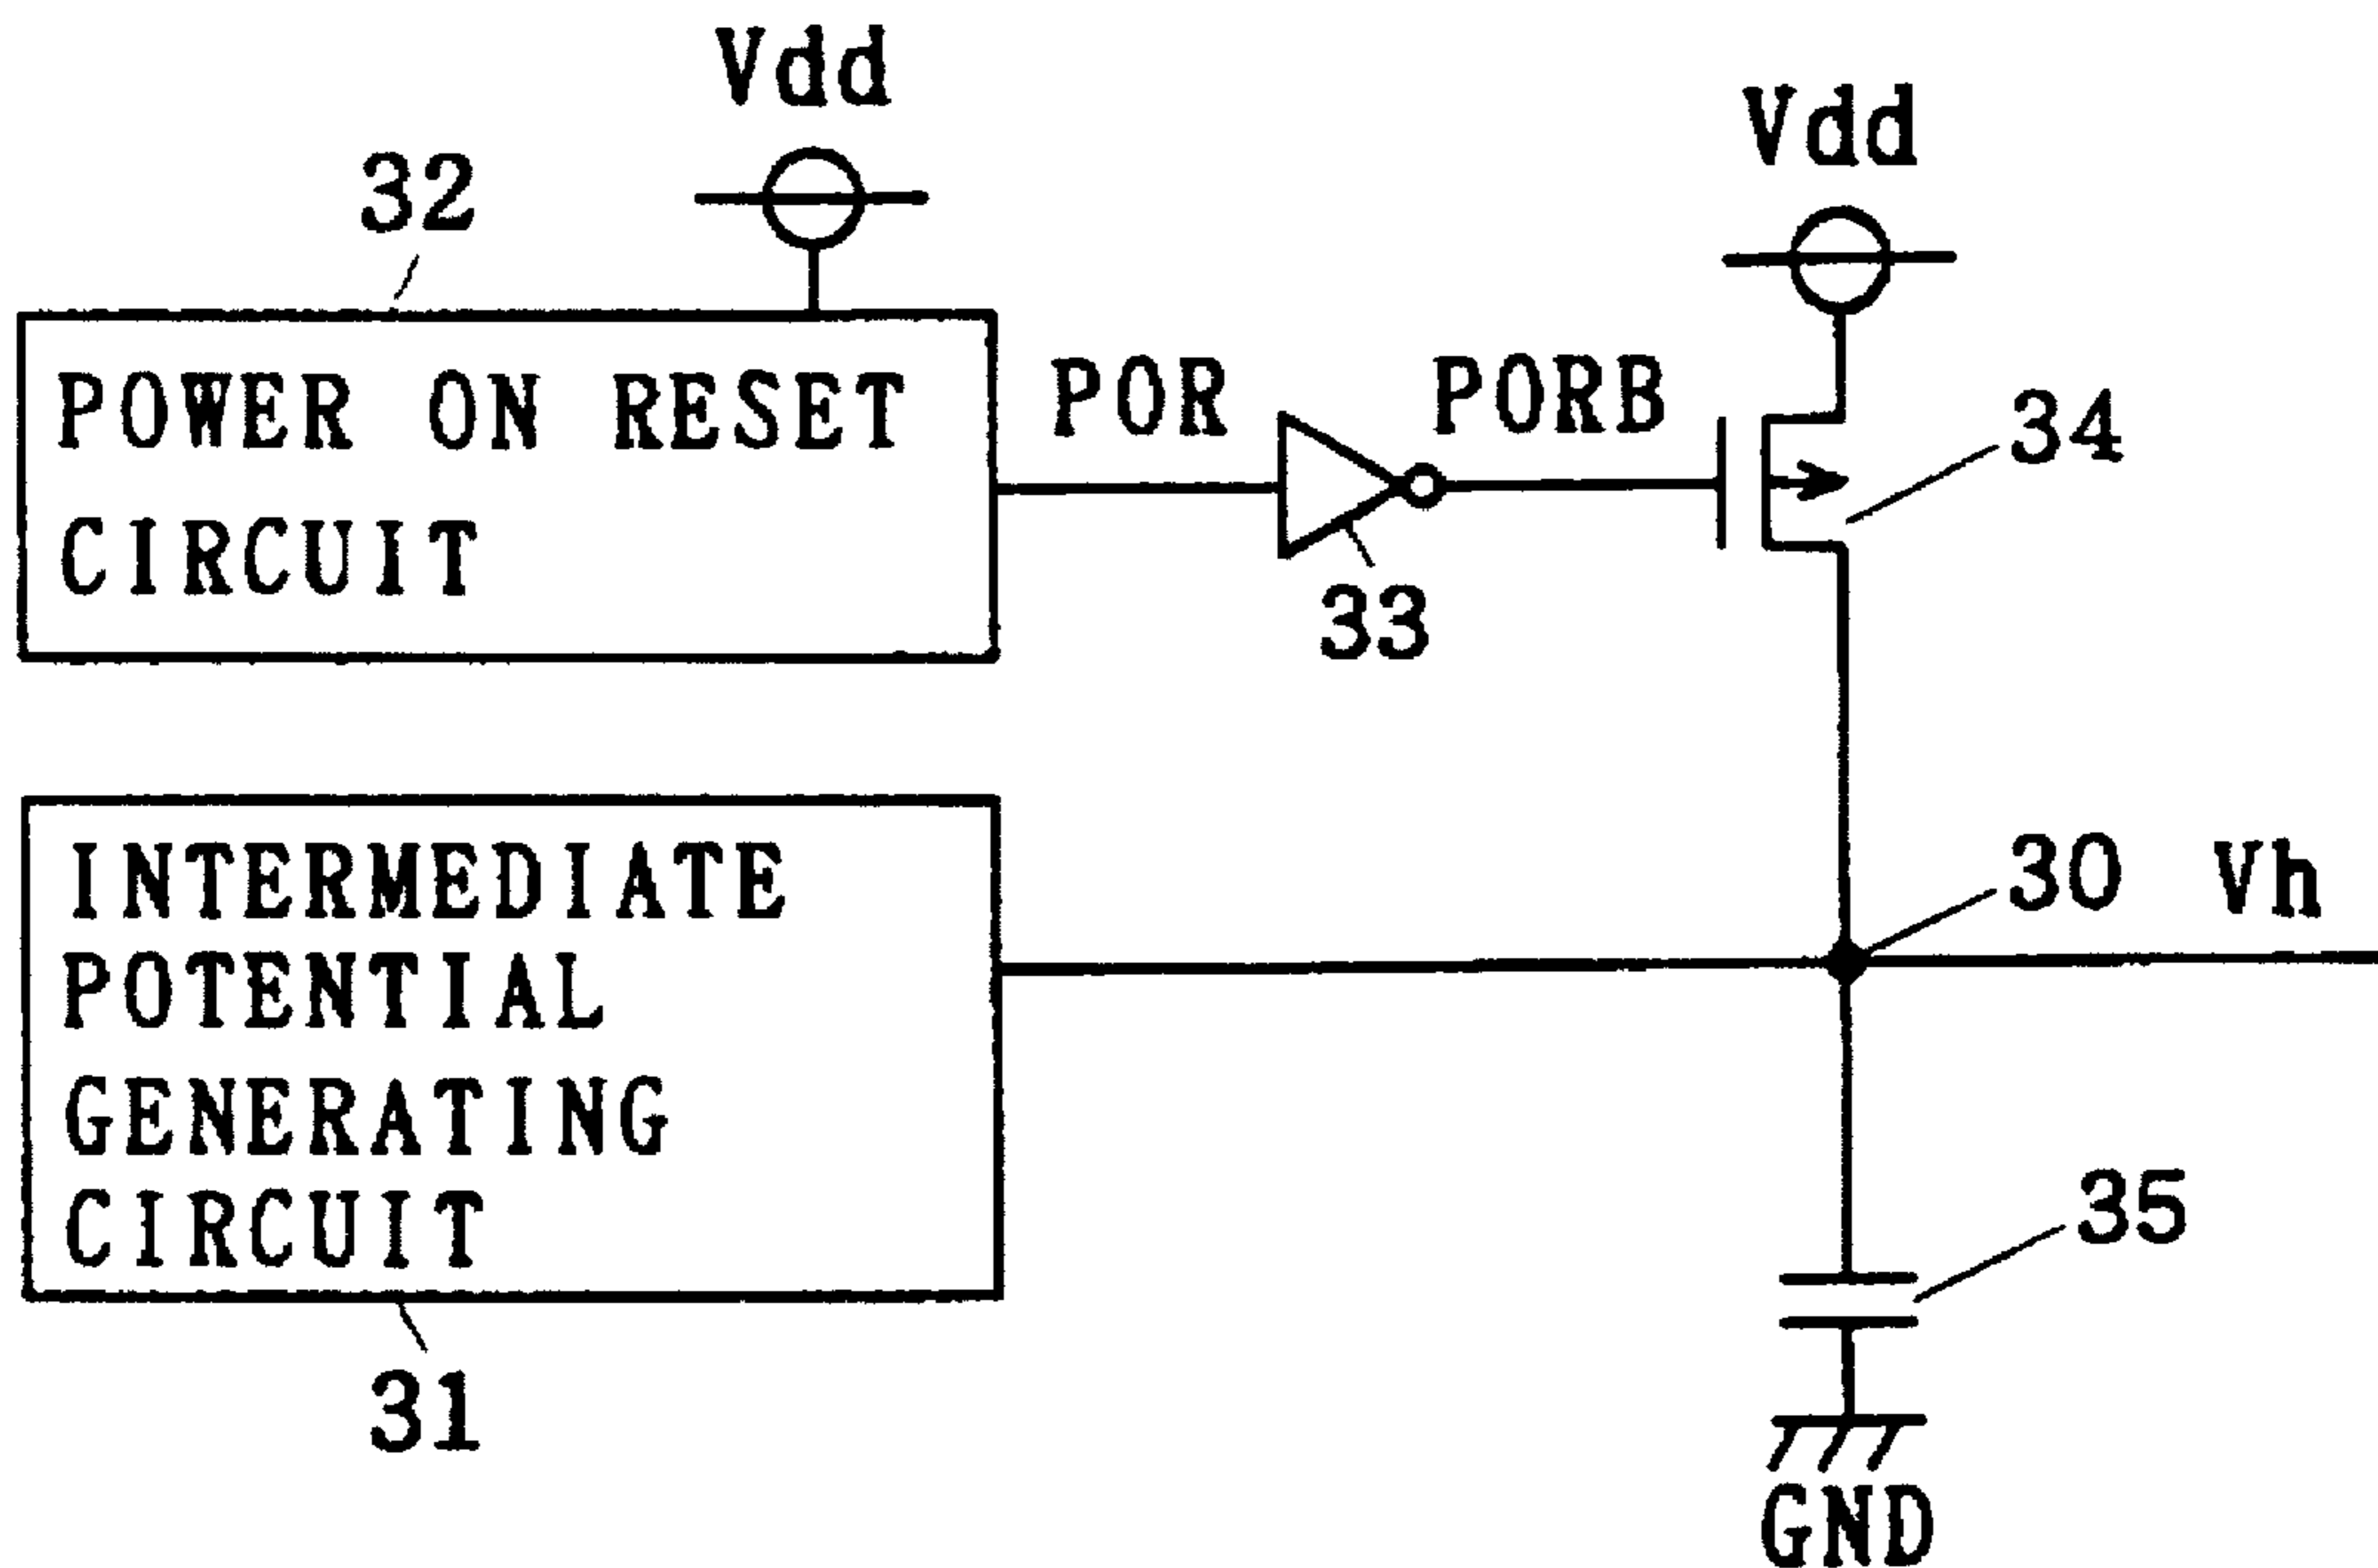 Vdd
Vdd
32
POWER ON RESET
CIRCUIT
POR
PORB
34
33
INTERMEDIATE
POTENTIAL
GENERATING
CIRCUIT
30 Vh
35
31
GND